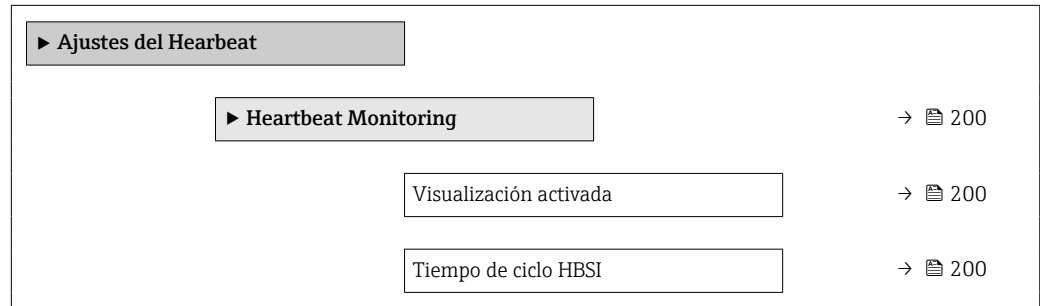 ▶ Ajustes del Hearbeat
▶ Heartbeat Monitoring → 200
Visualización activada → 200
Tiempo de ciclo HBSI → 200